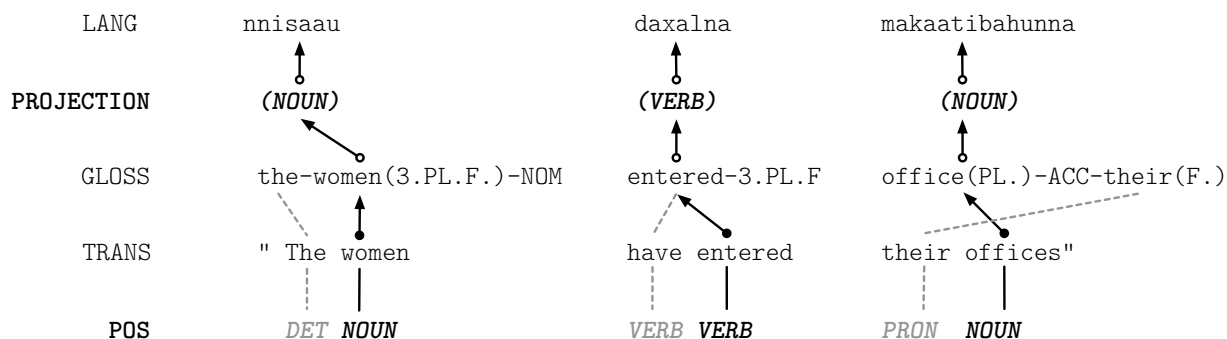 LANG nnisaau daxalna makaatibahunna
PROJECTION (NOUN) (VERB) (NOUN)
GLOSS the-women(3.PL.F.)-NOM entered-3.PL.F office(PL.)-ACC-their(F.)
TRANS " The women have entered their offices"
POS DET NOUN VERB VERB PRON NOUN